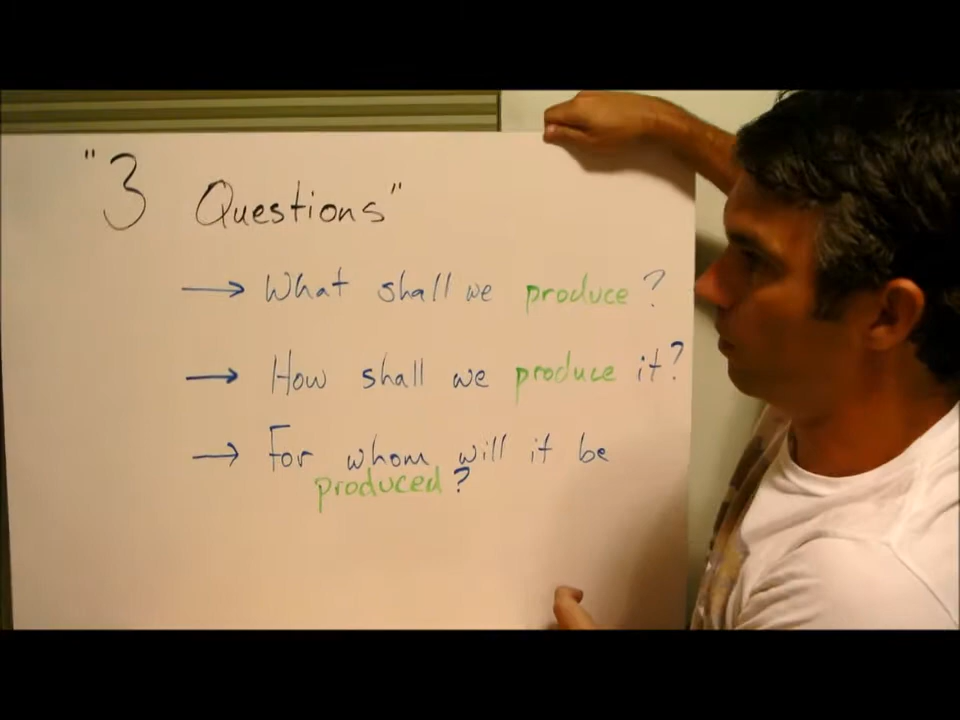 "3 Questions"
→ What shall we produce?
→ How shall we produce it?
→ For whom will it be
produced?